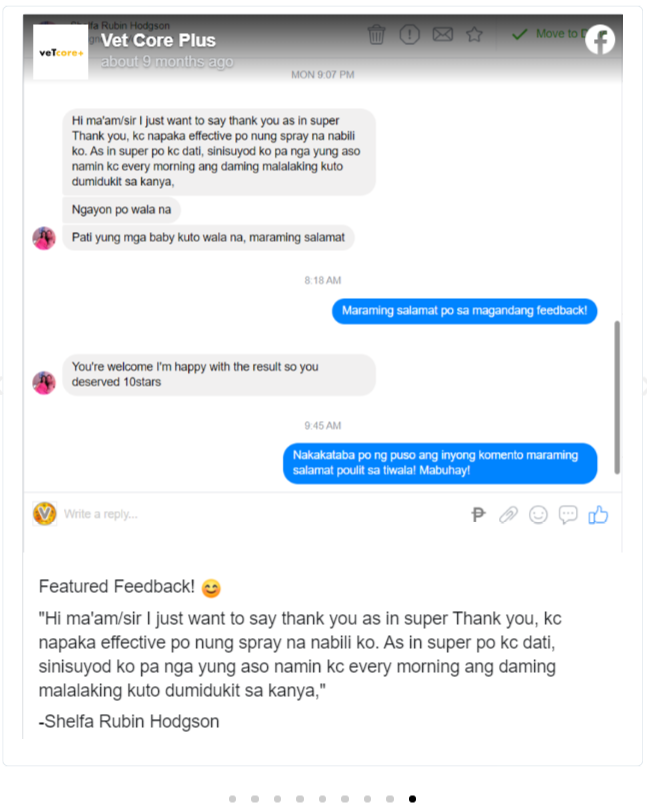 Shelfa Rubin Hodgson
veTcore+
Vet Core Plus
Move to D
about 9 months ago
MON 9:07 PM
Hi ma'am/sir I just want to say thank you as in super
Thank you, kc napaka effective po nung spray na nabili
ko. As in super po kc dati, sinisuyod ko pa nga yung aso
namin kc every morning ang daming malalaking kuto
dumidukit sa kanya,
Ngayon po wala na
Pati yung mga baby kuto wala na, maraming salamat
8:18 AM
Maraming salamat po sa magandang feedback!
You're welcome I'm happy with the result so you
deserved 10stars
9:45 AM
Nakakataba po ng puso ang inyong komento maraming
salamat poulit sa tiwala! Mabuhay!
Write a reply...
Featured Feedback! 😊
"Hi ma'am/sir I just want to say thank you as in super Thank you, kc
napaka effective po nung spray na nabili ko. As in super po kc dati,
sinisuyod ko pa nga yung aso namin kc every morning ang daming
malalaking kuto dumidukit sa kanya,"
-Shelfa Rubin Hodgson